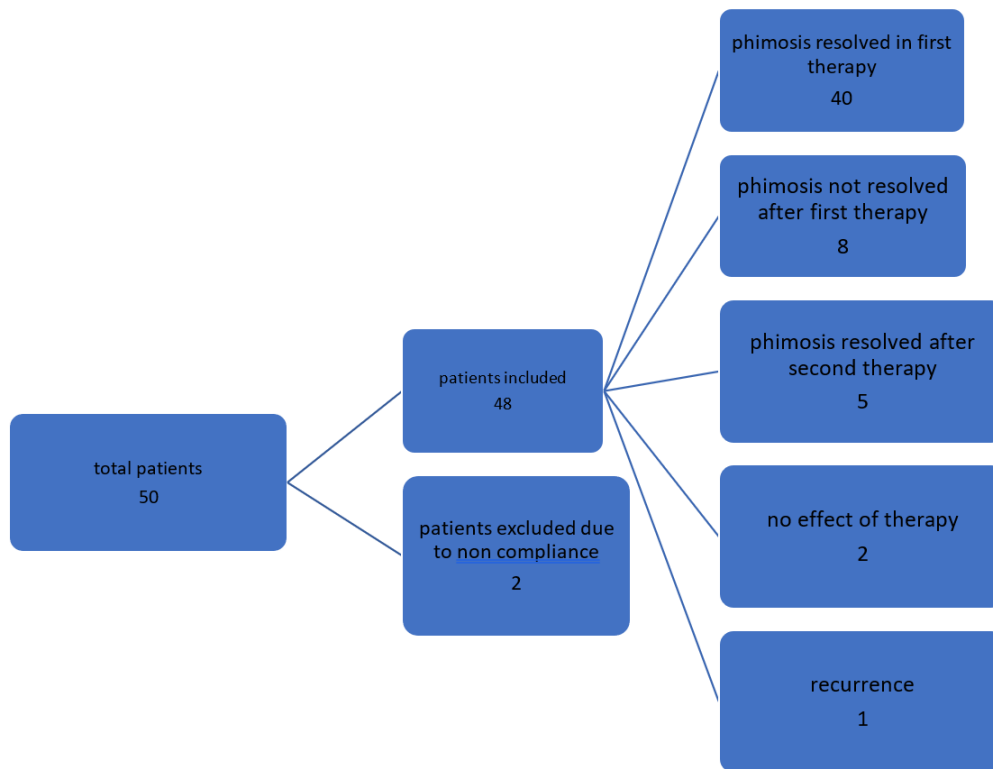 total patients
50
patients included
48
patients excluded due
to non compliance
2
phimosis resolved in first
therapy
40
phimosis not resolved
after first therapy
8
phimosis resolved after
second therapy
5
no effect of therapy
2
recurrence
1